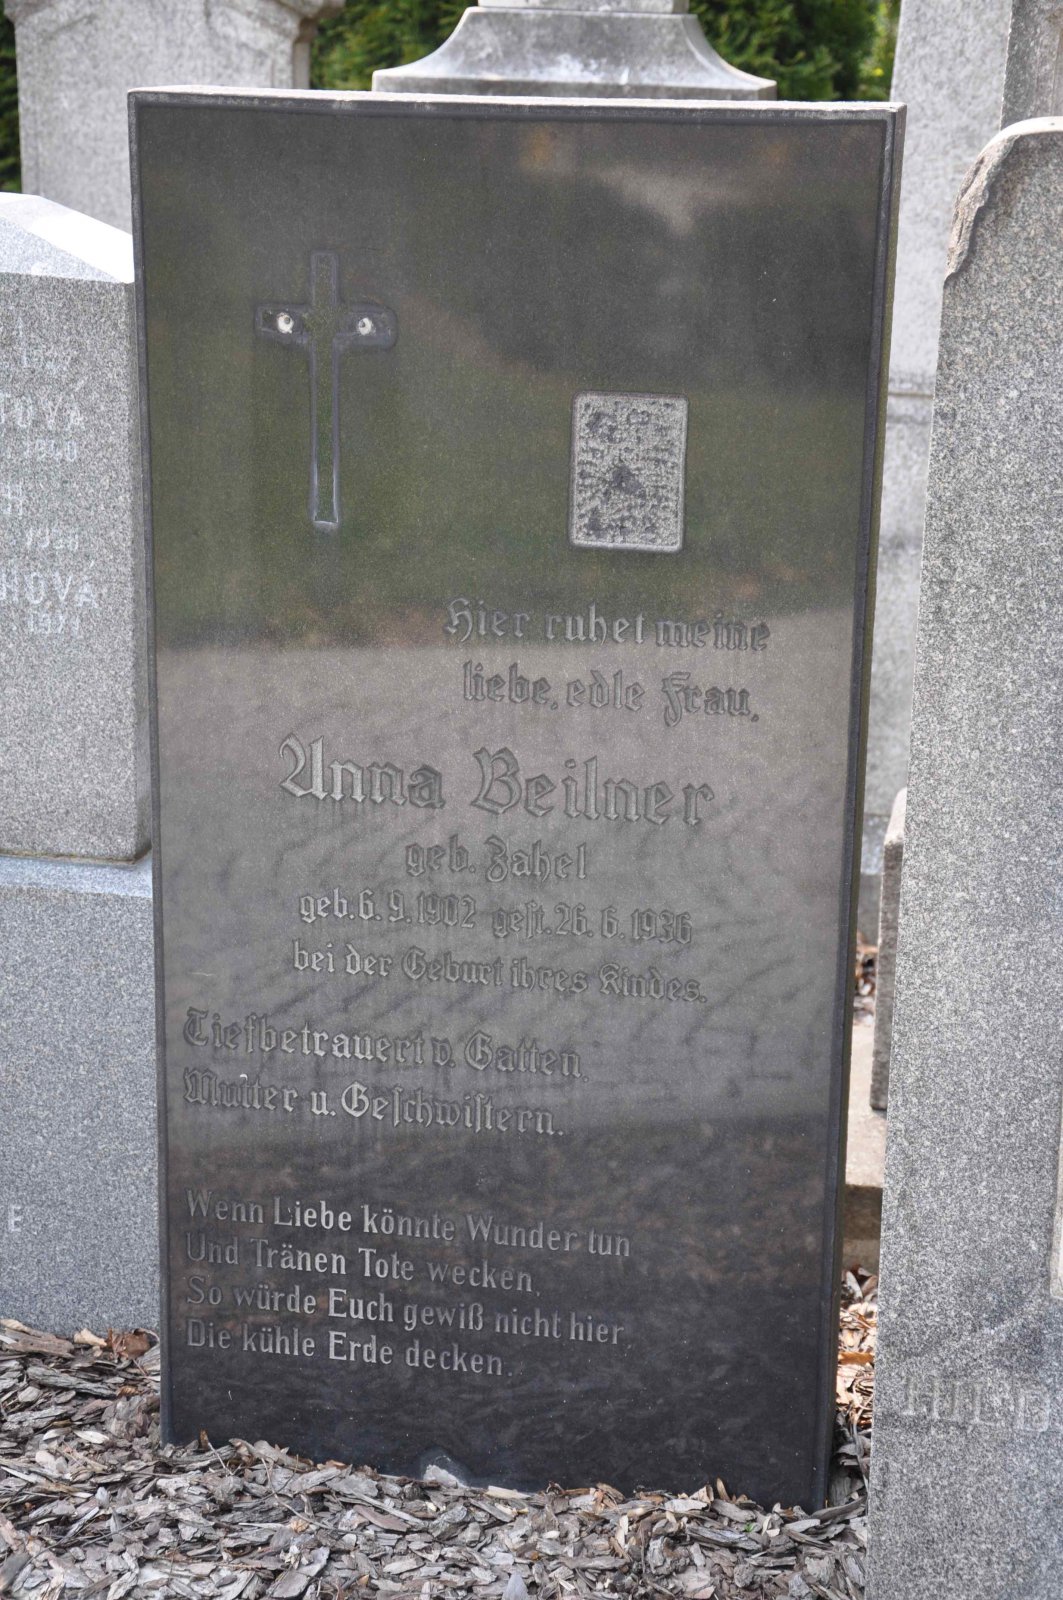 Hier ruhet meine
liebe, edle Frau,
Anna Beilner
geb. Zahel
geb. 6. 9. 1902 gest. 26. 6. 1936
bei der Geburt ihres Kindes.
Tiefbetrauert v. Gatten,
Mutter u. Geschwistern.
Wenn Liebe könnte Wunder tun
Und Tränen Tote wecken,
So würde Euch gewiß nicht hier
Die kühle Erde decken.